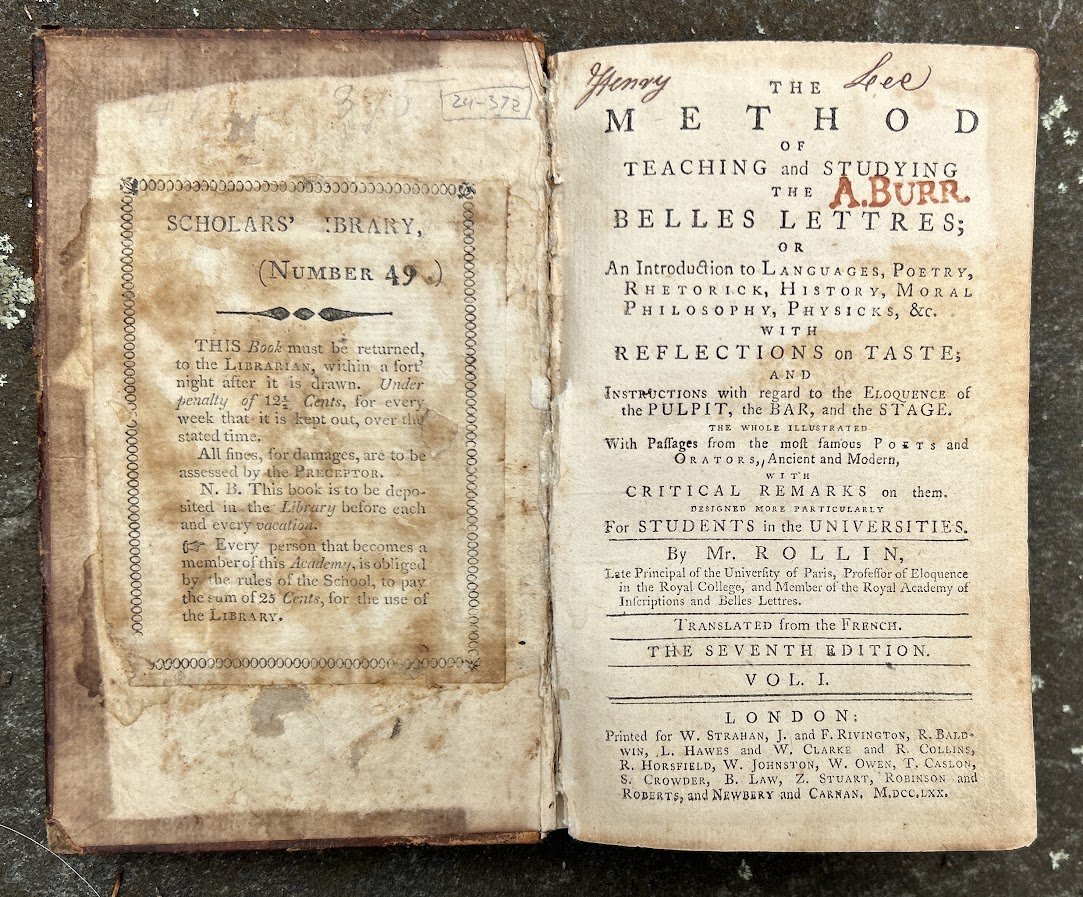 24-372
SCHOLARS' IBRARY,
(NUMBER 49.)
THIS Book must be returned,
to the LIBRARIAN, within a fort'
night after it is drawn. Under
penalty of 12½ Cents, for every
week that it is kept out, over the
stated time.
All fines, for damages, are to be
assessed by the PRECEPTOR.
N. B. This book is to be depo-
sited in the Library before each
and every vacation.
☞ Every person that becomes a
member of this Academy, is obliged
by the rules of the School, to pay
the sum of 25 Cents, for the use of
the LIBRARY.
Henry Lee
THE
METHOD
OF
TEACHING and STUDYING
THE
A. BURR.
BELLES LETTRES;
OR
An Introduction to LANGUAGES, POETRY,
RHETORICK, HISTORY, MORAL
PHILOSOPHY, PHYSICKS, &c.
WITH
REFLECTIONS on TASTE;
AND
INSTRUCTIONS with regard to the ELOQUENCE of
the PULPIT, the BAR, and the STAGE.
THE WHOLE ILLUSTRATED
With Paſſages from the moſt famous POETS and
ORATORS, Ancient and Modern,
WITH
CRITICAL REMARKS on them.
DESIGNED MORE PARTICULARLY
For STUDENTS in the UNIVERSITIES.
By Mr. ROLLIN,
Late Principal of the Univerſity of Paris, Profeſſor of Eloquence
in the Royal College, and Member of the Royal Academy of
Inſcriptions and Belles Lettres.
TRANSLATED from the FRENCH.
THE SEVENTH EDITION.
VOL. I.
LONDON:
Printed for W. STRAHAN, J. and F. RIVINGTON, R. BALD-
WIN, L. HAWES and W. CLARKE and R. COLLINS,
R. HORSFIELD, W. JOHNSTON, W. OWEN, T. CASLON,
S. CROWDER, B. LAW, Z. STUART, ROBINSON and
ROBERTS, and NEWBERY and CARNAN. M.DCC.LXX.